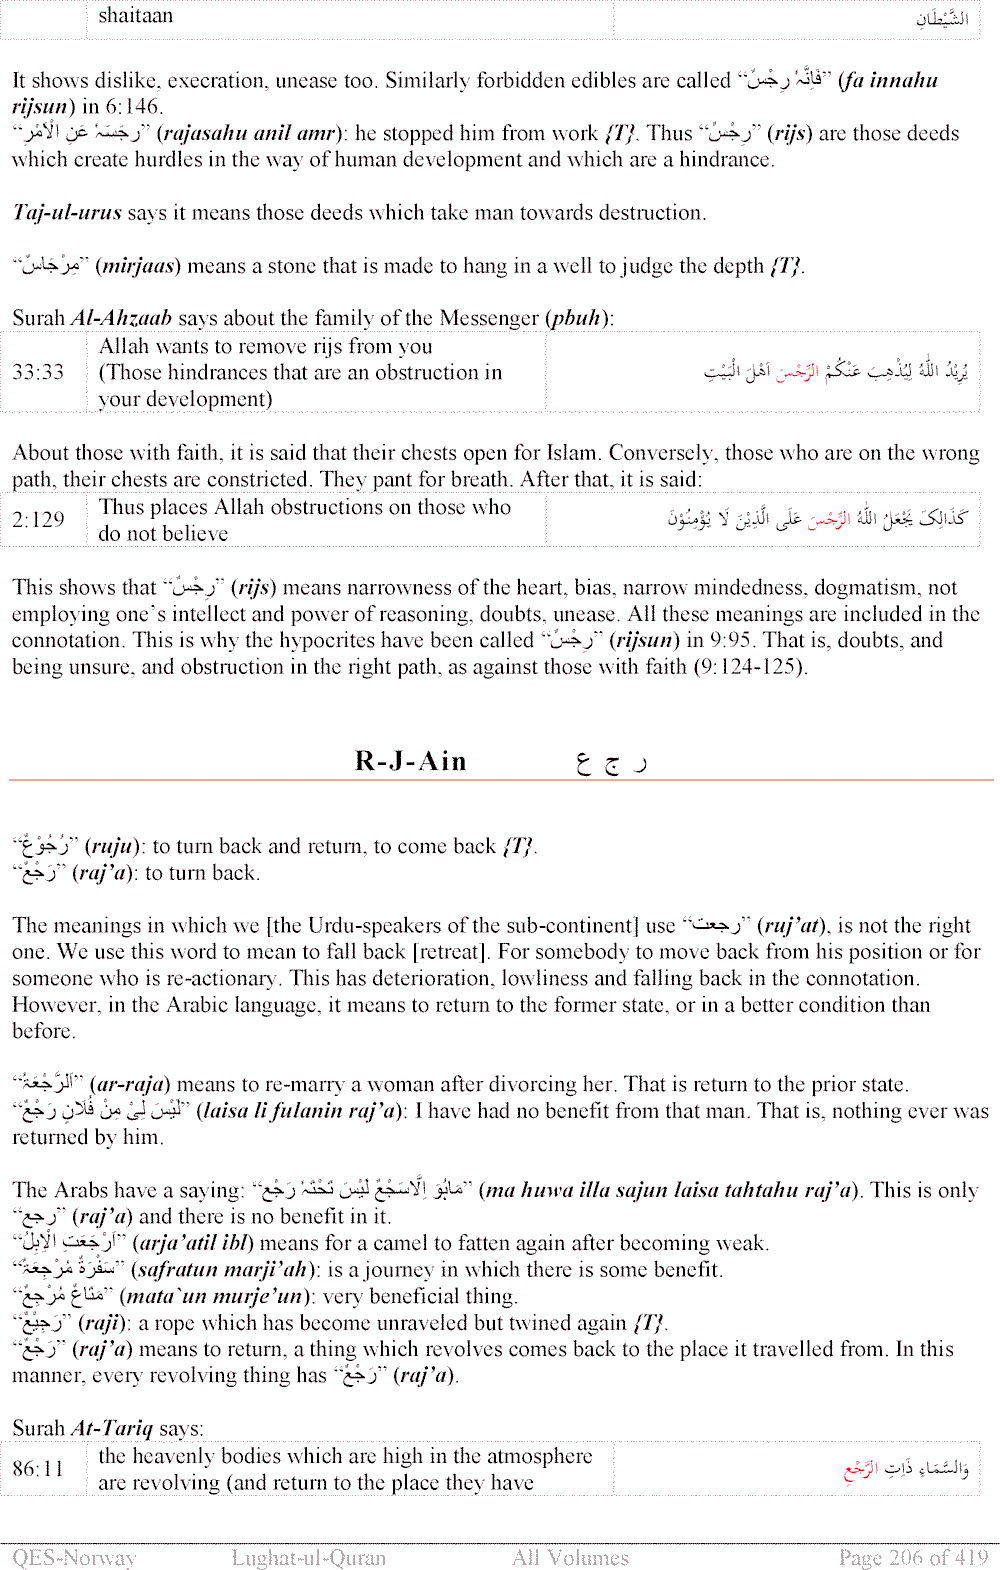 shaitaan الشَّيْطَانِ
It shows dislike, execration, unease too. Similarly forbidden edibles are called “فَاِنَّہٗ رِجْسٌ” (fa innahu
rijsun) in 6:146.
“رِجَسَہٗ عَنِ الْاَمْرِ” (rajasahu anil amr): he stopped him from work {T}. Thus “رِجْسٌ” (rijs) are those deeds
which create hurdles in the way of human development and which are a hindrance.
Taj-ul-urus says it means those deeds which take man towards destruction.
“مِرْجَاسٌ” (mirjaas) means a stone that is made to hang in a well to judge the depth {T}.
Surah Al-Ahzaab says about the family of the Messenger (pbuh):
Allah wants to remove rijs from you
33:33 (Those hindrances that are an obstruction in يُرِيْدُ اللّٰہُ لِيُذْهِبَ عَنْكُمْ الرِّجْسَ اَهْلَ الْبَيْتِ
your development)
About those with faith, it is said that their chests open for Islam. Conversely, those who are on the wrong
path, their chests are constricted. They pant for breath. After that, it is said:
2:129 Thus places Allah obstructions on those who كَذَالِکَ يَجْعَلُ اللّٰہُ الرِّجْسَ عَلَى الَّذِيْنَ لَا يُؤْمِنُوْنَ
do not believe
This shows that “رِجْسٌ” (rijs) means narrowness of the heart, bias, narrow mindedness, dogmatism, not
employing one’s intellect and power of reasoning, doubts, unease. All these meanings are included in the
connotation. This is why the hypocrites have been called “رِجْسٌ” (rijsun) in 9:95. That is, doubts, and
being unsure, and obstruction in the right path, as against those with faith (9:124-125).
R-J-Ain ر ج ع
“رُجُوْعٌ” (ruju): to turn back and return, to come back {T}.
“رَجْعٌ” (raj’a): to turn back.
The meanings in which we [the Urdu-speakers of the sub-continent] use “رجعت” (ruj’at), is not the right
one. We use this word to mean to fall back [retreat]. For somebody to move back from his position or for
someone who is re-actionary. This has deterioration, lowliness and falling back in the connotation.
However, in the Arabic language, it means to return to the former state, or in a better condition than
before.
“اَلرَّجْعَۃُ” (ar-raja) means to re-marry a woman after divorcing her. That is return to the prior state.
“لَيْسَ لِیْ مِنْ فُلَانٍ رَجْعٌ” (laisa li fulanin raj’a): I have had no benefit from that man. That is, nothing ever was
returned by him.
The Arabs have a saying: “مَاہُوَ اِلَّاسَجْعٌ لَيْسَ تَحْتَہٗ رَجْع” (ma huwa illa sajun laisa tahtahu raj’a). This is only
“رجع” (raj’a) and there is no benefit in it.
“اَرْجَعَتِ الْاِبِلُ” (arja’atil ibl) means for a camel to fatten again after becoming weak.
“سَفْرَۃٌ مُرْجِعَۃٌ” (safratun marji’ah): is a journey in which there is some benefit.
“مَتَاعٌ مُرْجِعٌ” (mata`un murje’un): very beneficial thing.
“رَجِيْعٌ” (raji): a rope which has become unraveled but twined again {T}.
“رَجْعٌ” (raj’a) means to return, a thing which revolves comes back to the place it travelled from. In this
manner, every revolving thing has “رَجْعٌ” (raj’a).
Surah At-Tariq says:
86:11 the heavenly bodies which are high in the atmosphere وَالسَّمَاءِ ذَاتِ الرَّجْعِ
are revolving (and return to the place they have
QES-Norway Lughat-ul-Quran All Volumes Page 206 of 419